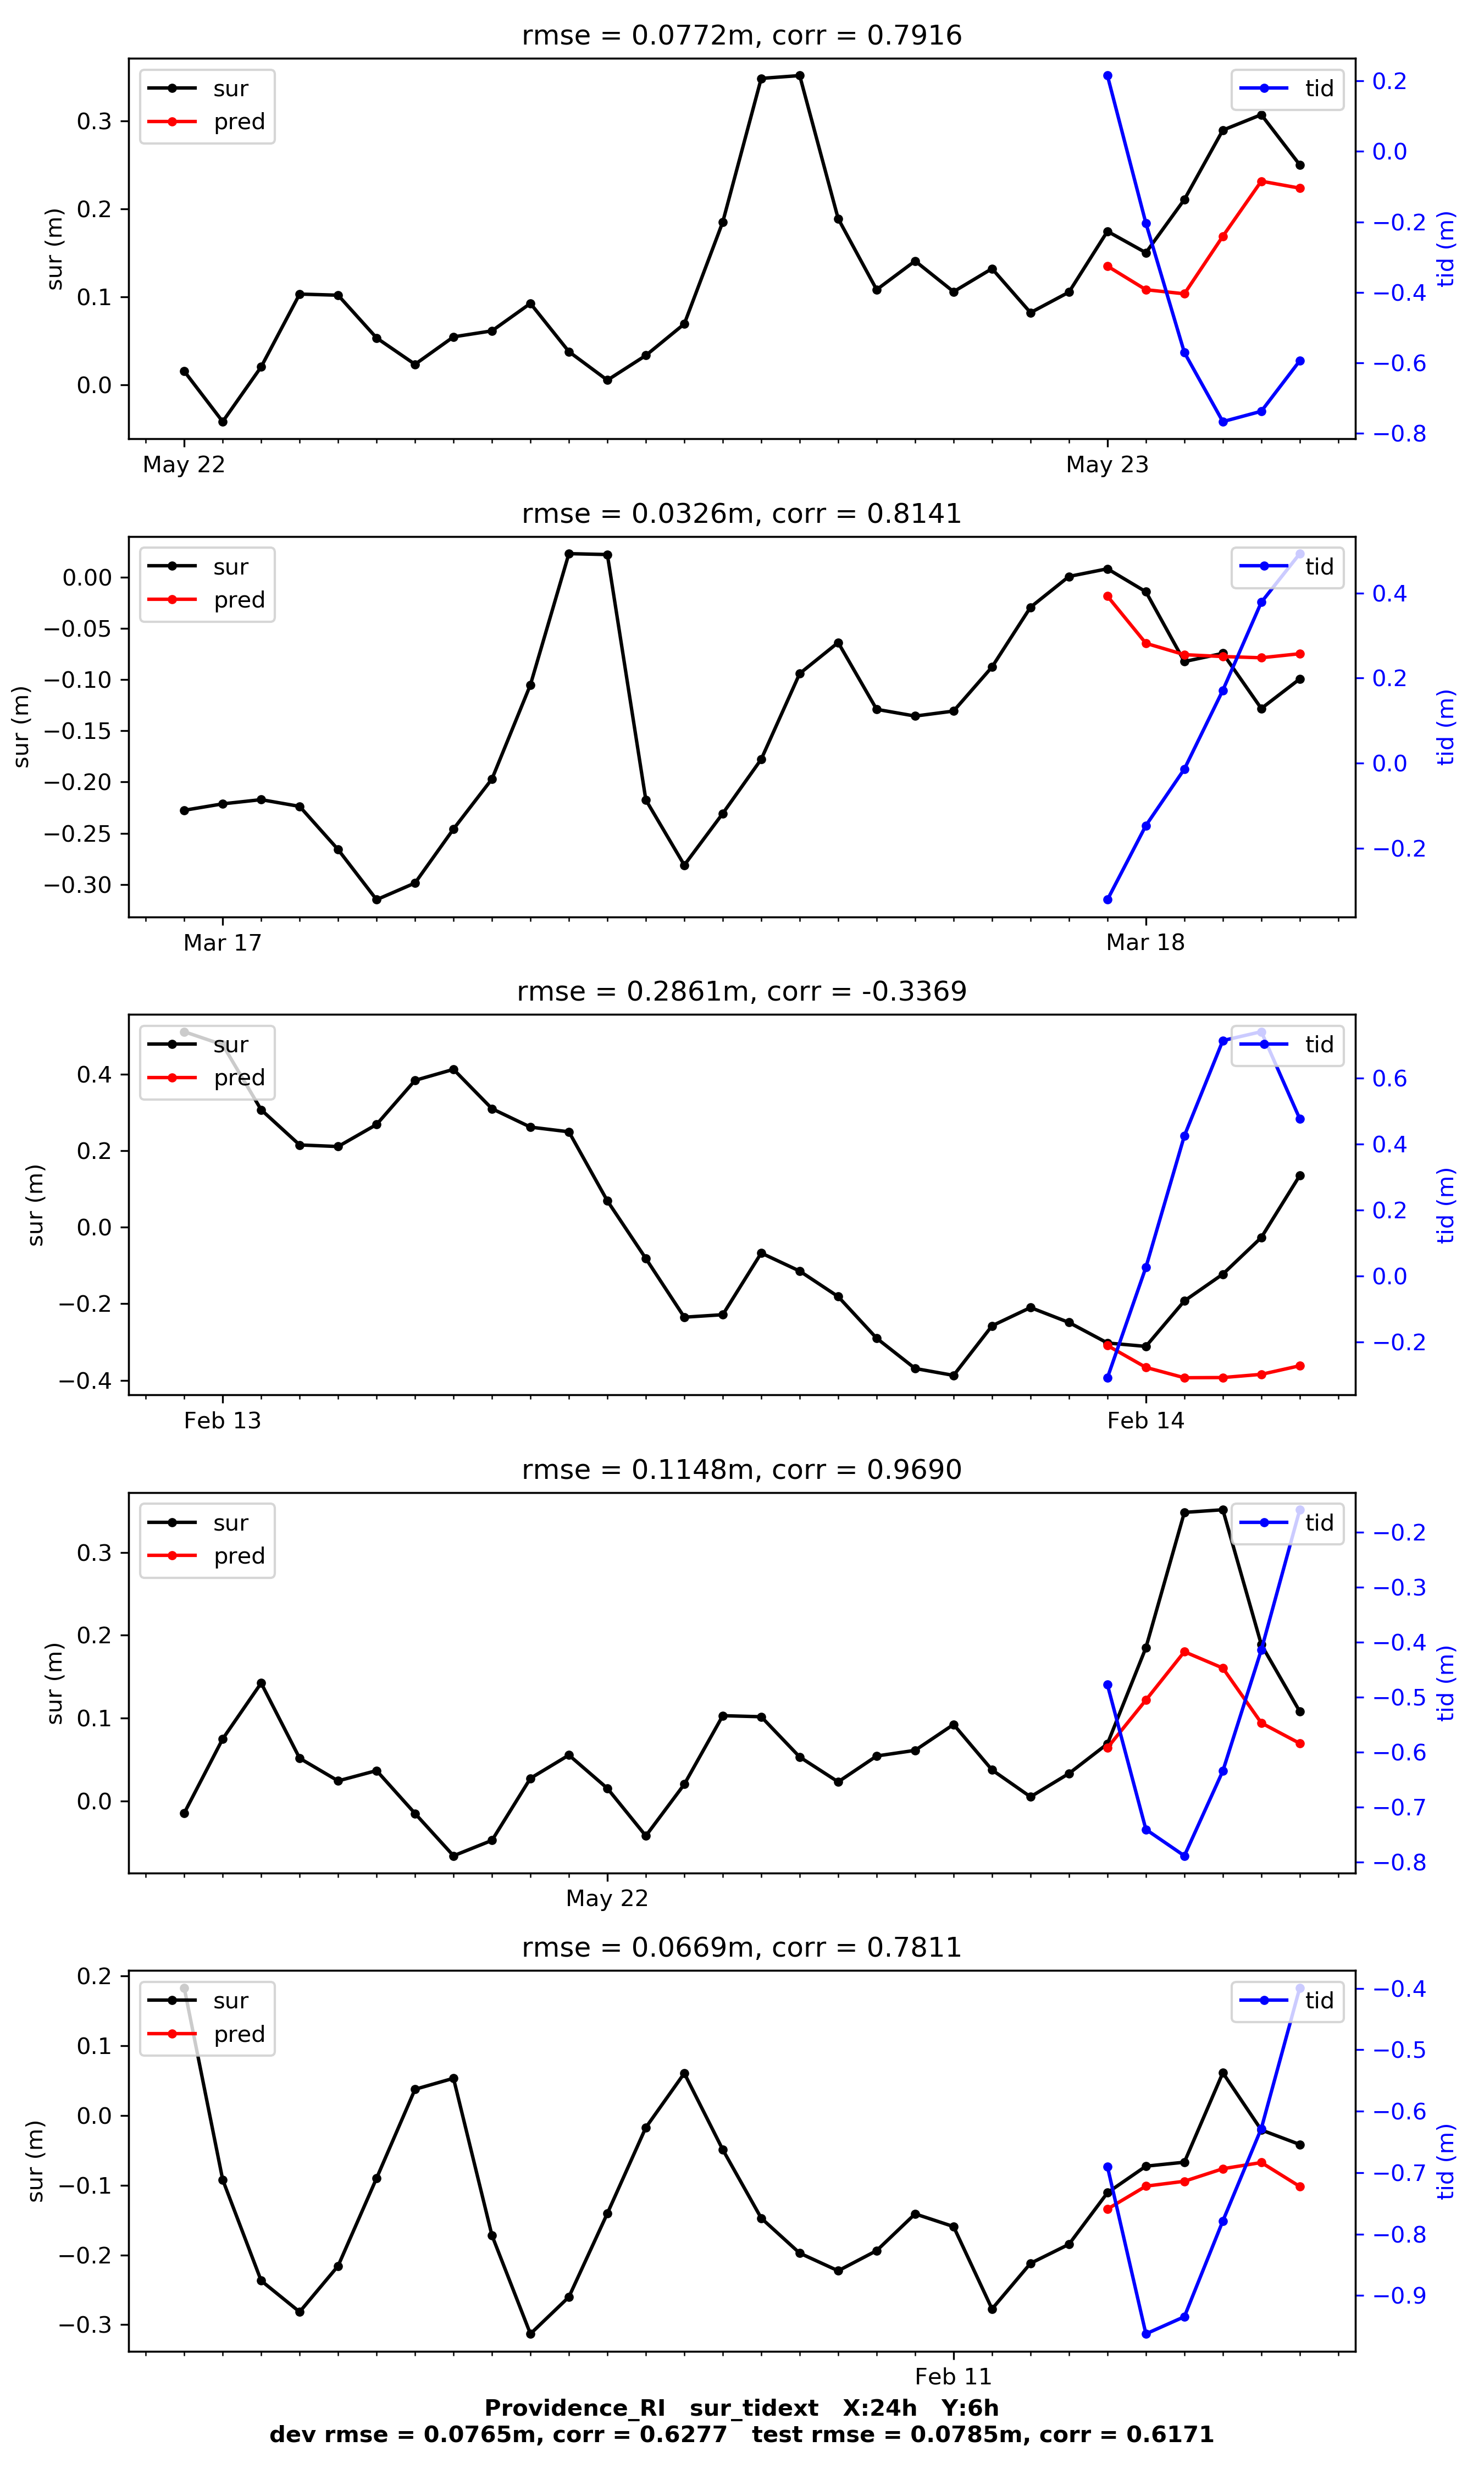 rmse = 0.0772m, corr = 0.7916
sur
pred
tid
0.3
0.2
0.1
0.0
sur (m)
0.2
0.0
−0.2
−0.4
−0.6
−0.8
tid (m)
May 22
May 23
rmse = 0.0326m, corr = 0.8141
sur
pred
tid
0.00
−0.05
−0.10
−0.15
−0.20
−0.25
−0.30
sur (m)
0.4
0.2
0.0
−0.2
tid (m)
Mar 17
Mar 18
rmse = 0.2861m, corr = -0.3369
sur
pred
tid
0.4
0.2
0.0
−0.2
−0.4
sur (m)
0.6
0.4
0.2
0.0
−0.2
tid (m)
Feb 13
Feb 14
rmse = 0.1148m, corr = 0.9690
sur
pred
tid
0.3
0.2
0.1
0.0
sur (m)
−0.2
−0.3
−0.4
−0.5
−0.6
−0.7
−0.8
tid (m)
May 22
rmse = 0.0669m, corr = 0.7811
sur
pred
tid
0.2
0.1
0.0
−0.1
−0.2
−0.3
sur (m)
−0.4
−0.5
−0.6
−0.7
−0.8
−0.9
tid (m)
Feb 11
Providence_RI sur_tidext X:24h Y:6h
dev rmse = 0.0765m, corr = 0.6277 test rmse = 0.0785m, corr = 0.6171